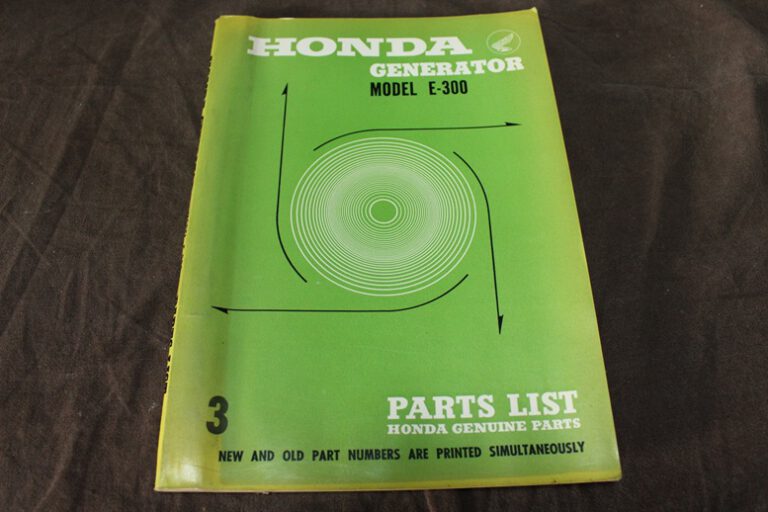 HONDA
GENERATOR
MODEL E-300
3
PARTS LIST
HONDA GENUINE PARTS
NEW AND OLD PART NUMBERS ARE PRINTED SIMULTANEOUSLY